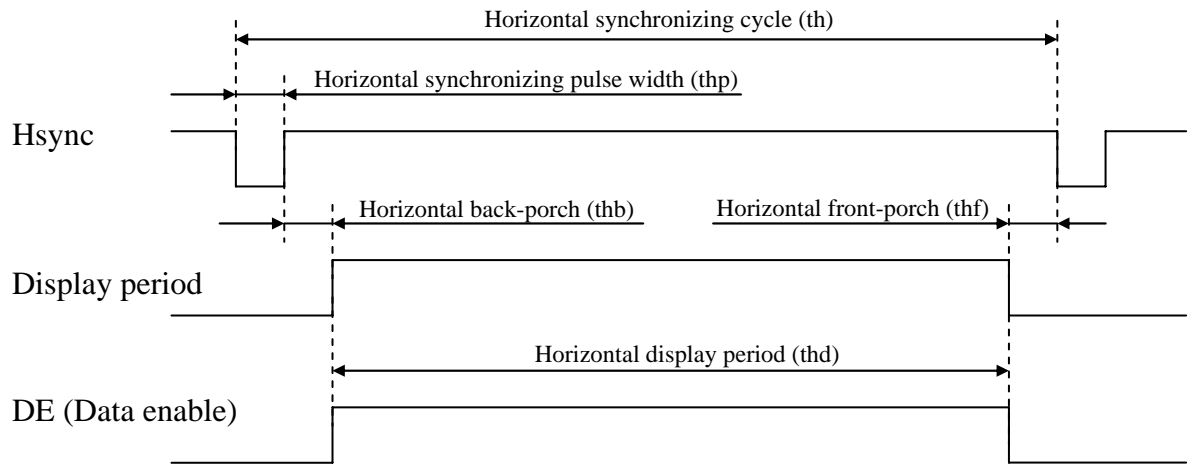 Horizontal synchronizing cycle (th)
Horizontal synchronizing pulse width (thp)
Hsync
Horizontal back-porch (thb)
Horizontal front-porch (thf)
Display period
Horizontal display period (thd)
DE (Data enable)